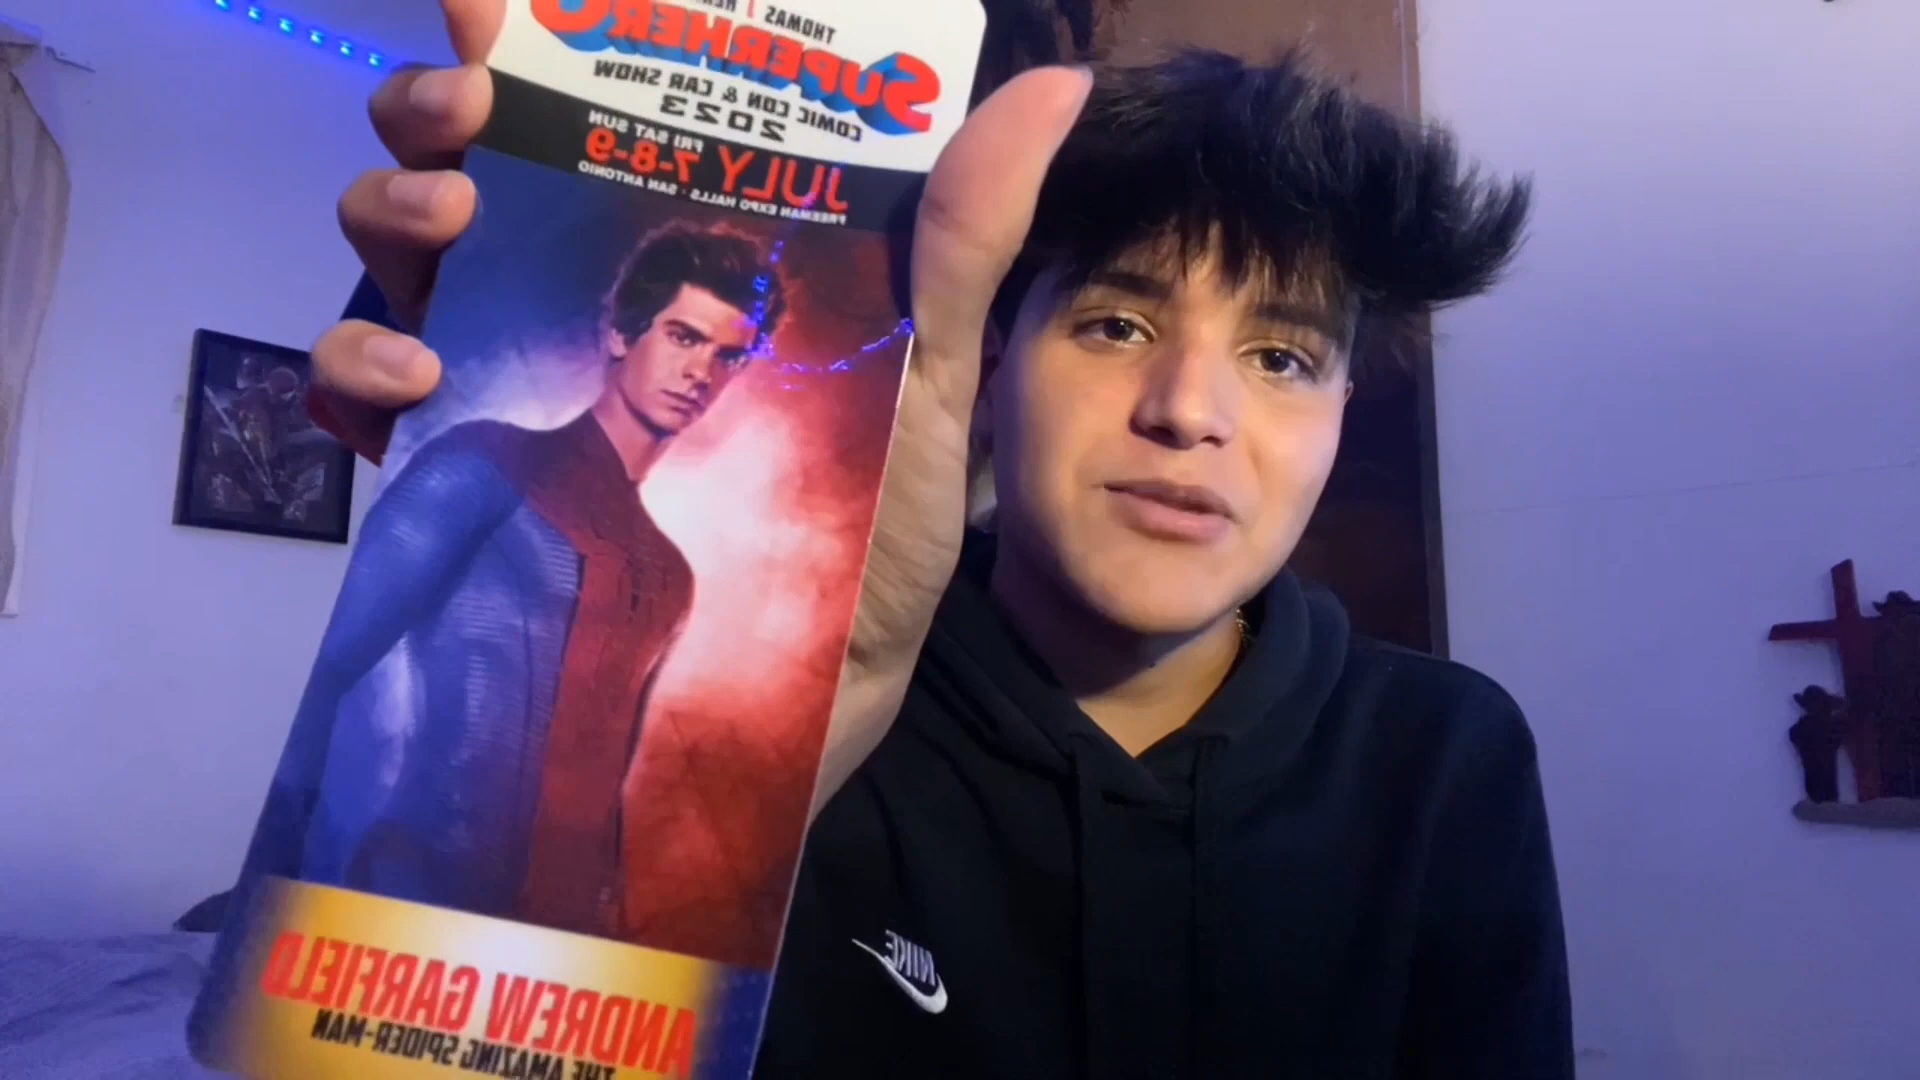 THOMAS
SUPERHERO
COMIC CON & CAR SHOW
2023
JULY FRI SAT SUN
7-8-9
FREEMAN EXPO HALLS · SAN ANTONIO
ANDREW GARFIELD
THE AMAZING SPIDER-MAN
NIKE